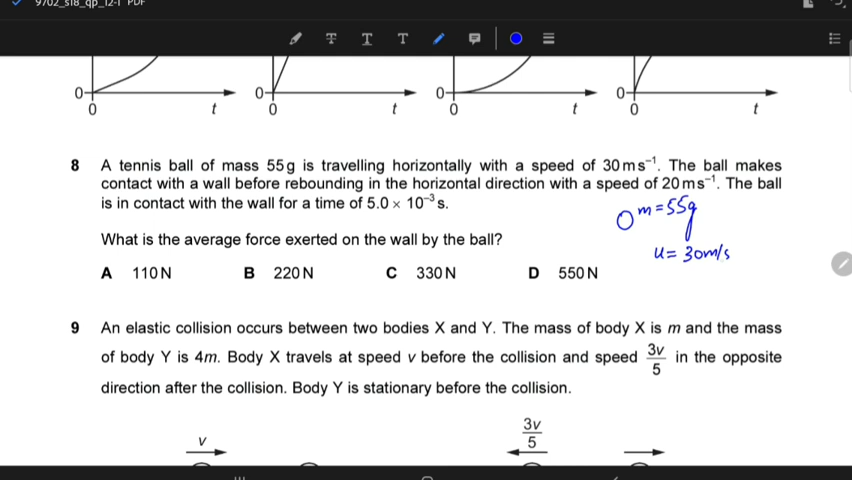 9702_s18_qp_12-1 PDF
T T T
0 0 0 0
0 t 0 t 0 t 0 t
8 A tennis ball of mass 55 g is travelling horizontally with a speed of 30 m s⁻¹. The ball makes
contact with a wall before rebounding in the horizontal direction with a speed of 20 m s⁻¹. The ball
is in contact with the wall for a time of 5.0 × 10⁻³ s.
m = 55g
What is the average force exerted on the wall by the ball?
u = 30m/s
A 110 N B 220 N C 330 N D 550 N
9 An elastic collision occurs between two bodies X and Y. The mass of body X is m and the mass
of body Y is 4m. Body X travels at speed v before the collision and speed 3v/5 in the opposite
direction after the collision. Body Y is stationary before the collision.
v 3v/5